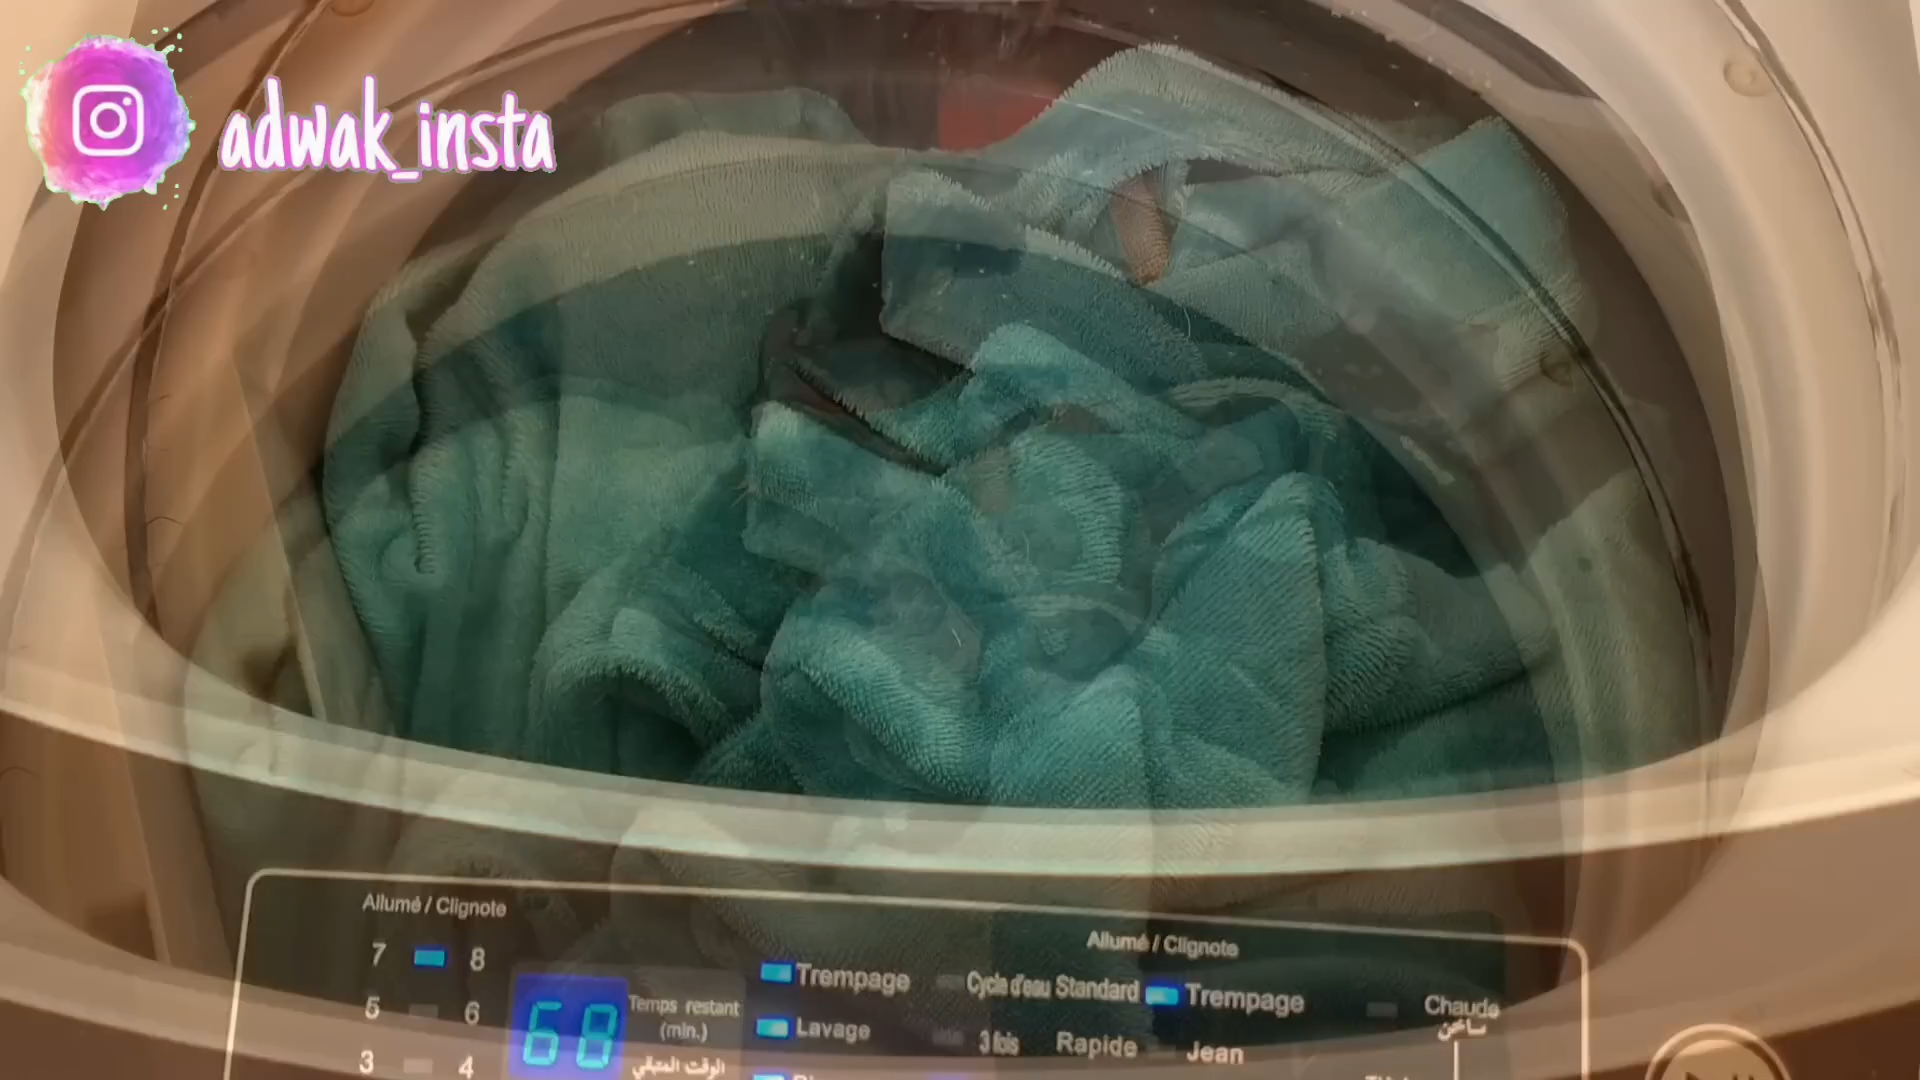 adwak_insta
Allumé / Clignote
7 8
5 6
3 4
68
Temps restant
(min.)
الوقت المتبقي
Trempage
Lavage
Cycle d'eau Standard
3 fois Rapide
Allumé / Clignote
Trempage
Jean
Chaude
ساخن